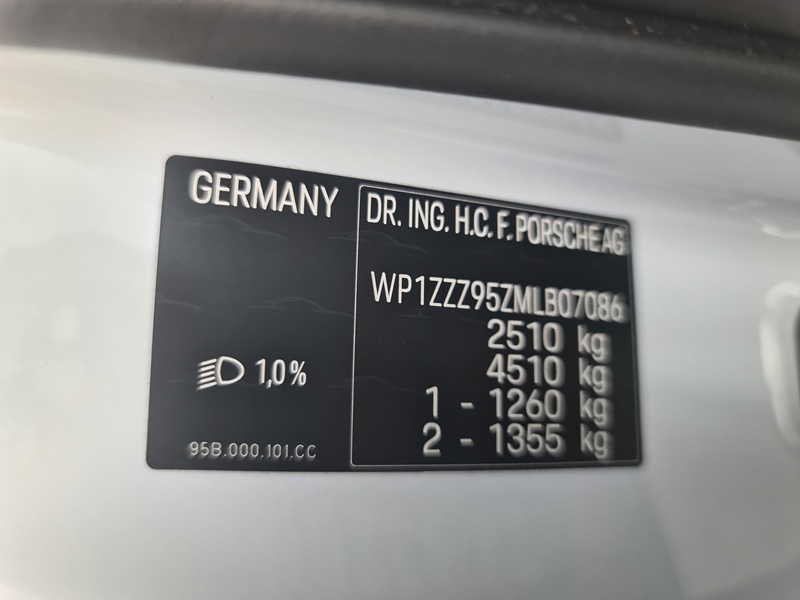 GERMANY
1,0%
95B.000.101.CC
DR. ING. H.C. F. PORSCHE AG
WP1ZZZ95ZMLB07086
2510 kg
4510 kg
1 - 1260 kg
2 - 1355 kg